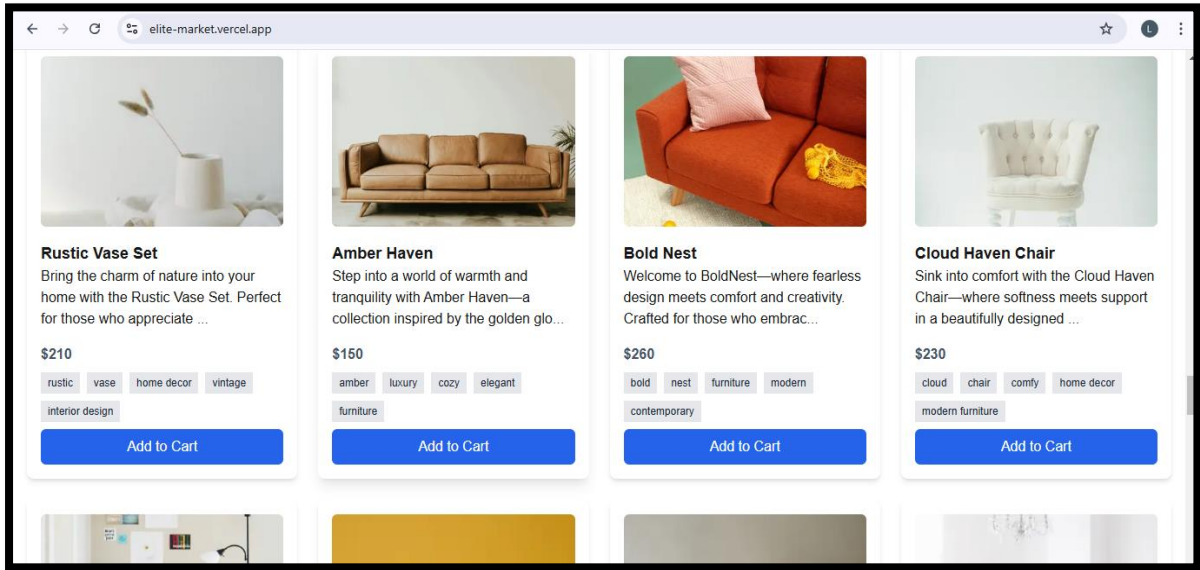 elite-market.vercel.app
L
Rustic Vase Set
Bring the charm of nature into your
home with the Rustic Vase Set. Perfect
for those who appreciate ...
$210
rustic vase home decor vintage
interior design
Add to Cart
Amber Haven
Step into a world of warmth and
tranquility with Amber Haven—a
collection inspired by the golden glo...
$150
amber luxury cozy elegant
furniture
Add to Cart
Bold Nest
Welcome to BoldNest—where fearless
design meets comfort and creativity.
Crafted for those who embrac...
$260
bold nest furniture modern
contemporary
Add to Cart
Cloud Haven Chair
Sink into comfort with the Cloud Haven
Chair—where softness meets support
in a beautifully designed ...
$230
cloud chair comfy home decor
modern furniture
Add to Cart